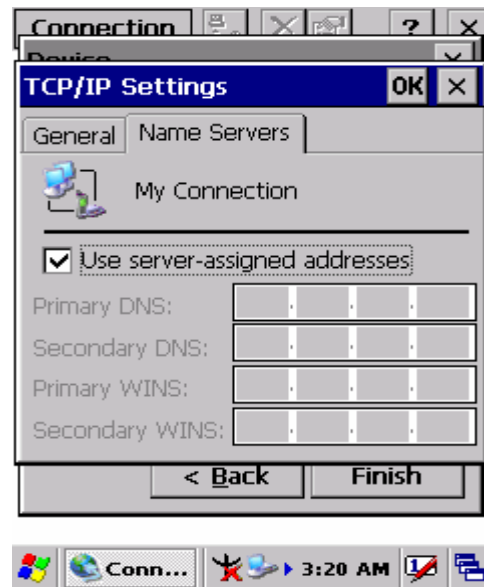 Connection ? ×
Device
TCP/IP Settings OK ×
General Name Servers
My Connection
Use server-assigned addresses
Primary DNS:
Secondary DNS:
Primary WINS:
Secondary WINS:
< Back Finish
Conn... 3:20 AM